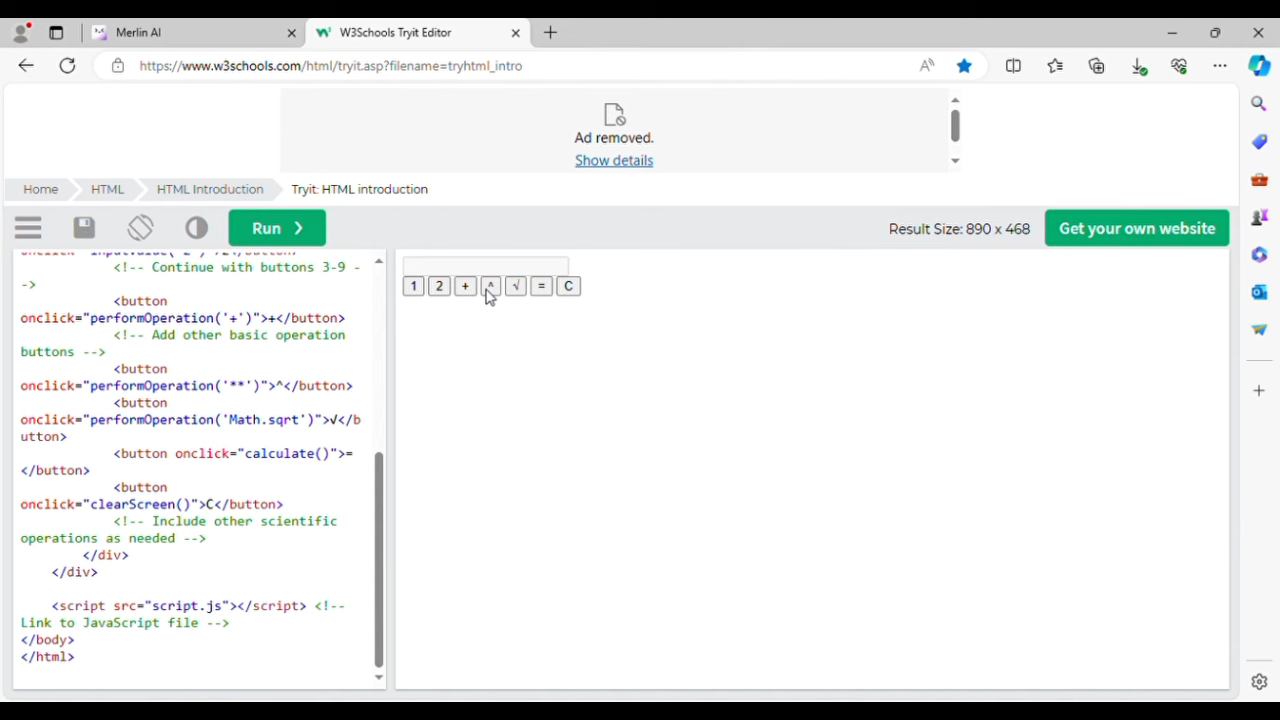 Merlin AI
W3Schools Tryit Editor
https://www.w3schools.com/html/tryit.asp?filename=tryhtml_intro
Ad removed.
Show details
Home
HTML
HTML Introduction
Tryit: HTML introduction
Run ❯
Result Size: 890 x 468
Get your own website
<!-- Continue with buttons 3-9 -
->
<button
onclick="performOperation('+')">+</button>
<!-- Add other basic operation
buttons -->
<button
onclick="performOperation('**')">^</button>
<button
onclick="performOperation('Math.sqrt')">√</b
utton>
<button onclick="calculate()">=
</button>
<button
onclick="clearScreen()">C</button>
<!-- Include other scientific
operations as needed -->
</div>
</div>
<script src="script.js"></script> <!--
Link to JavaScript file -->
</body>
</html>
1 2 + ^ √ = C